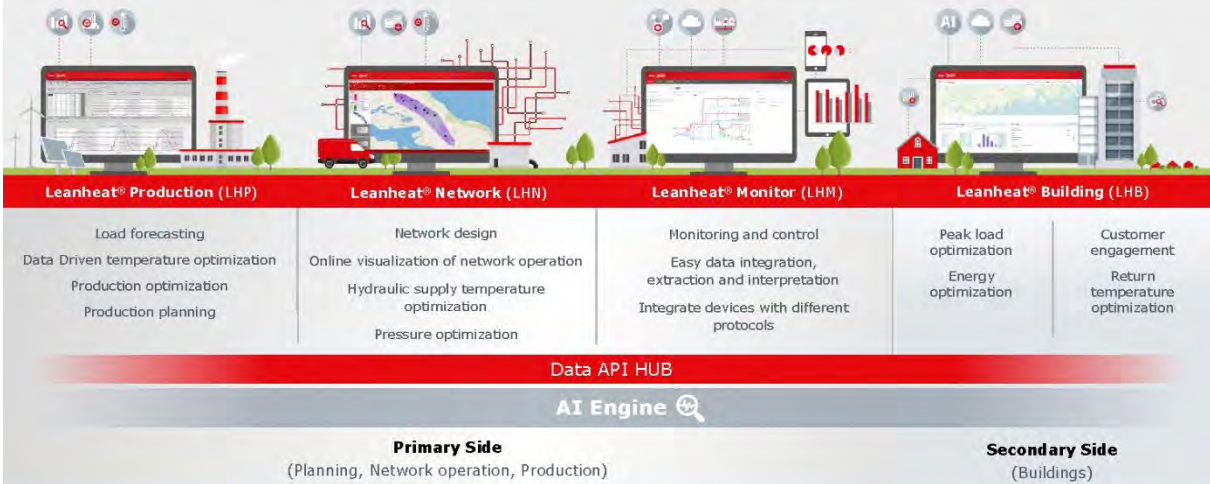 AI
Leanheat® Production (LHP)
Leanheat® Network (LHN)
Leanheat® Monitor (LHM)
Leanheat® Building (LHB)
Load forecasting
Data Driven temperature optimization
Production optimization
Production planning
Network design
Online visualization of network operation
Hydraulic supply temperature
optimization
Pressure optimization
Monitoring and control
Easy data integration,
extraction and interpretation
Integrate devices with different
protocols
Peak load
optimization
Energy
optimization
Customer
engagement
Return
temperature
optimization
Data API HUB
AI Engine
Primary Side
(Planning, Network operation, Production)
Secondary Side
(Buildings)